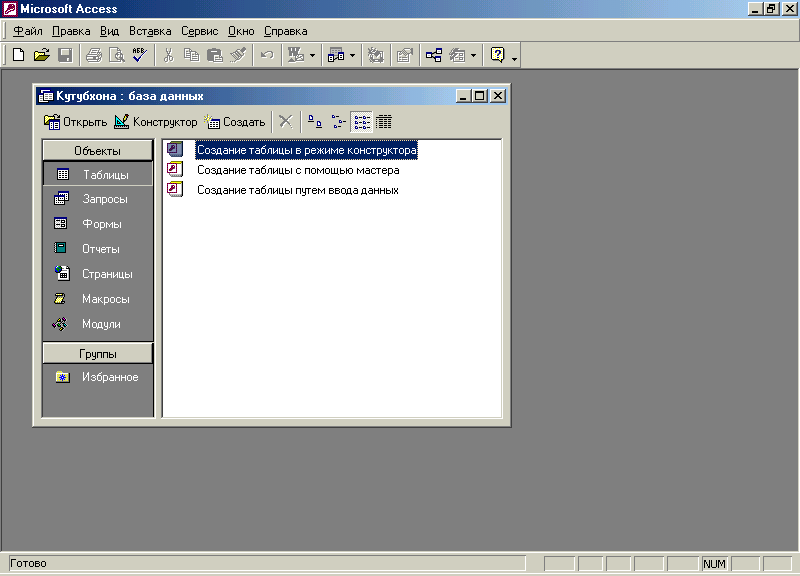 Microsoft Access
Файл Правка Вид Вставка Сервис Окно Справка
Кутубхона : база данных
Открыть Конструктор Создать
Объекты
Таблицы
Запросы
Формы
Отчеты
Страницы
Макросы
Модули
Группы
Избранное
Создание таблицы в режиме конструктора
Создание таблицы с помощью мастера
Создание таблицы путем ввода данных
Готово
NUM